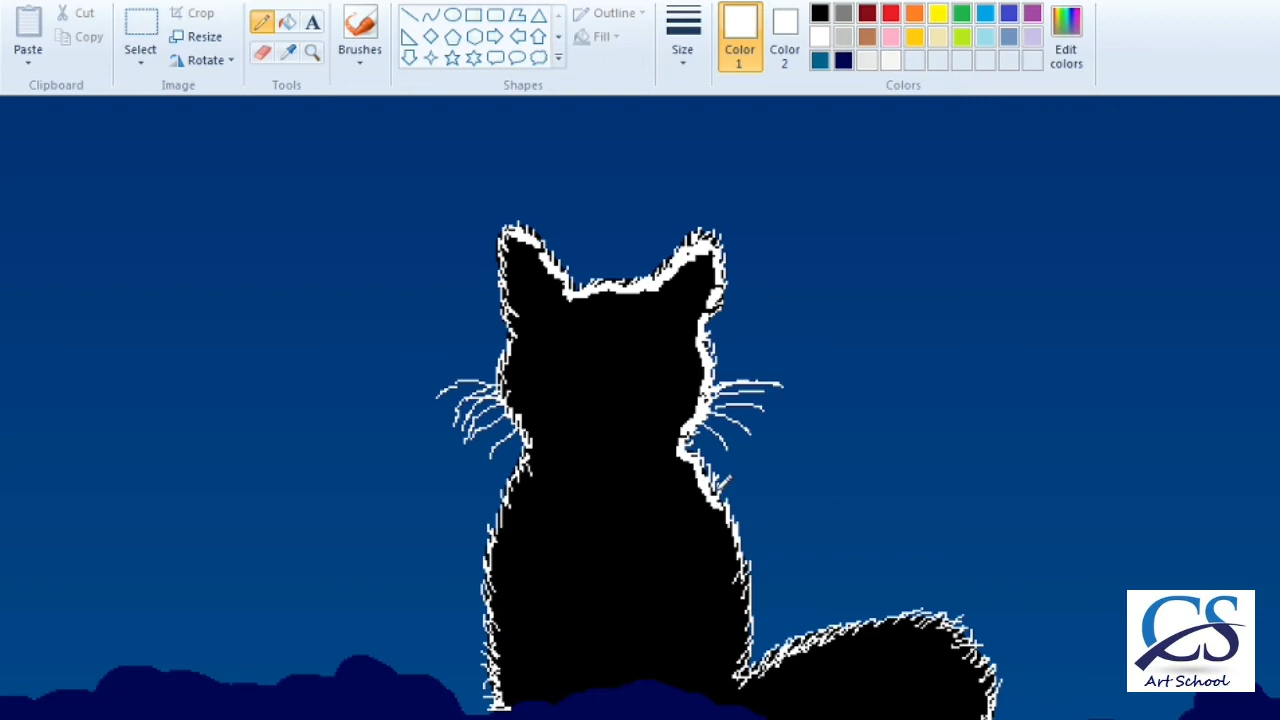 Paste
Cut
Copy
Clipboard
Select
Crop
Resize
Rotate
Image
A
Tools
Brushes
Shapes
Outline
Fill
Size
Color
1
Color
2
Edit
colors
Colors
CS
Art School